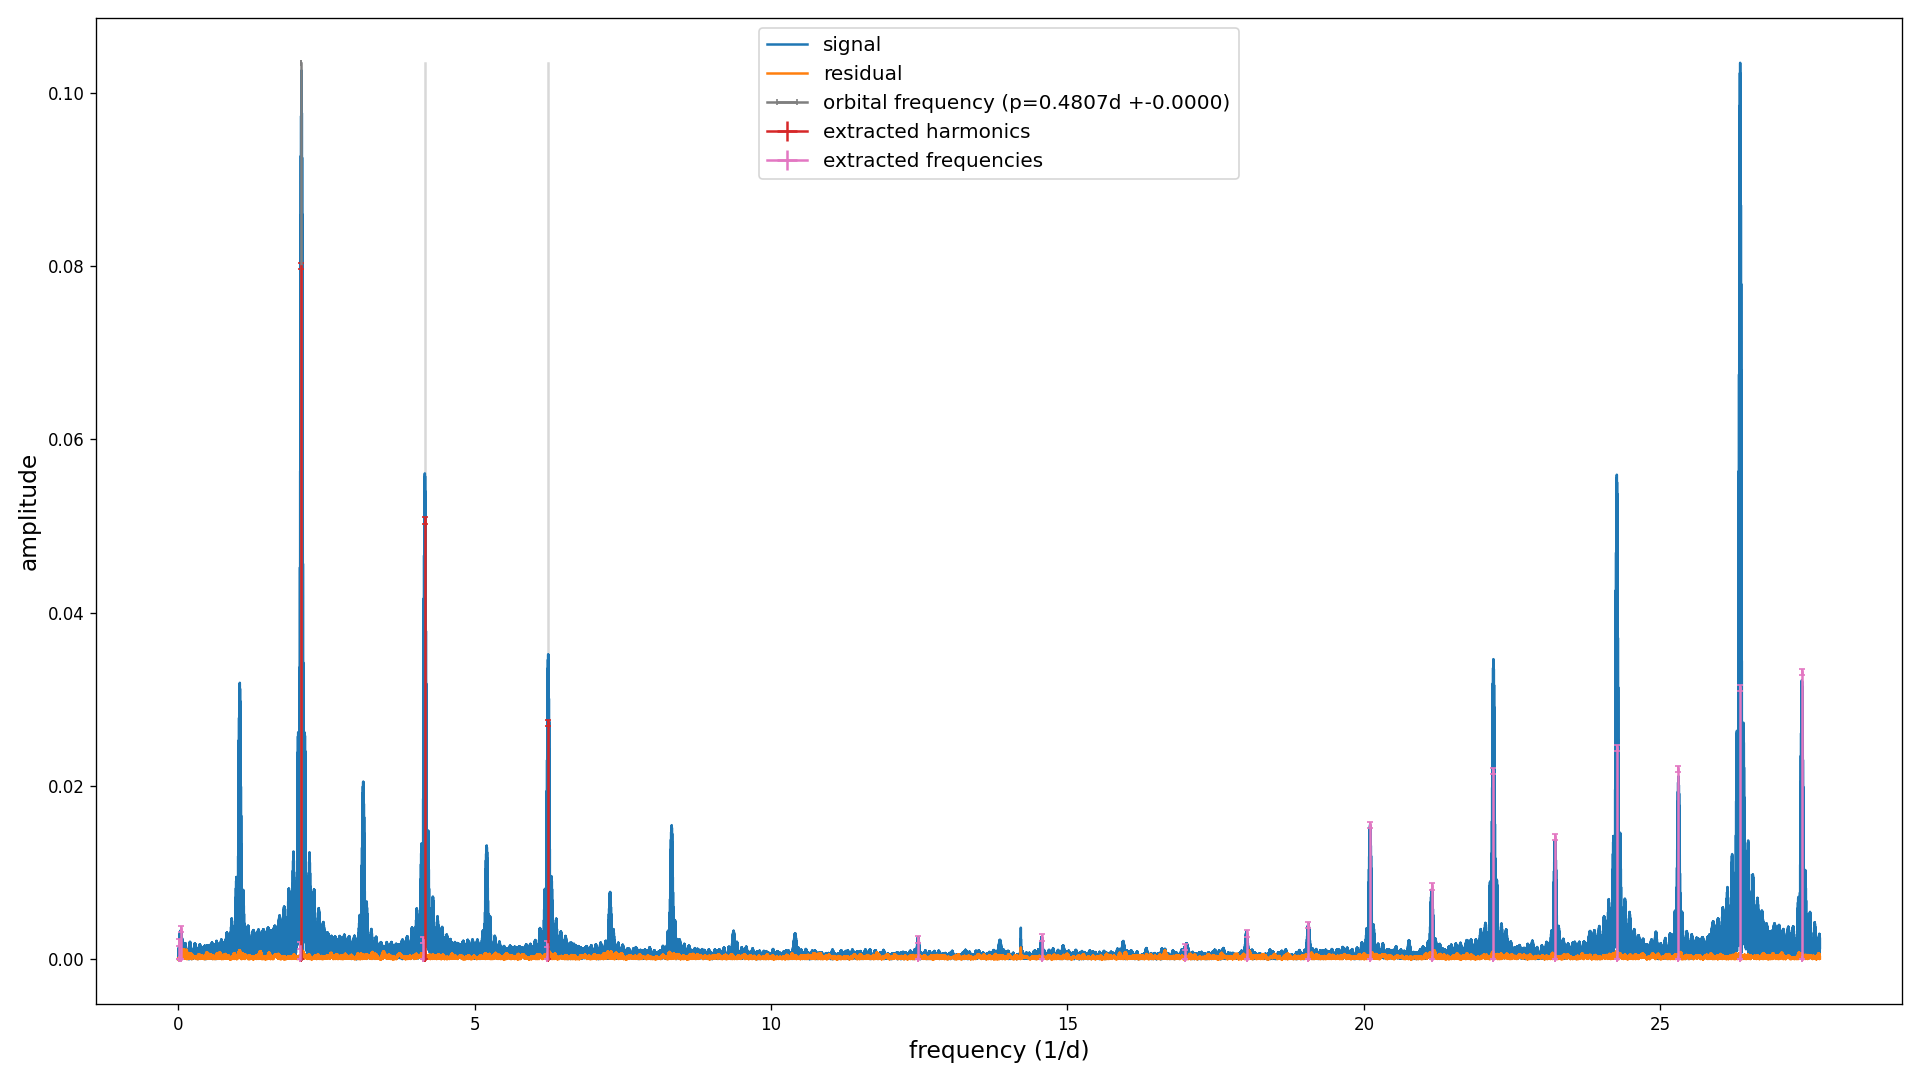 signal
residual
orbital frequency (p=0.4807d +-0.0000)
extracted harmonics
extracted frequencies
amplitude
0.10
0.08
0.06
0.04
0.02
0.00
0 5 10 15 20 25
frequency (1/d)